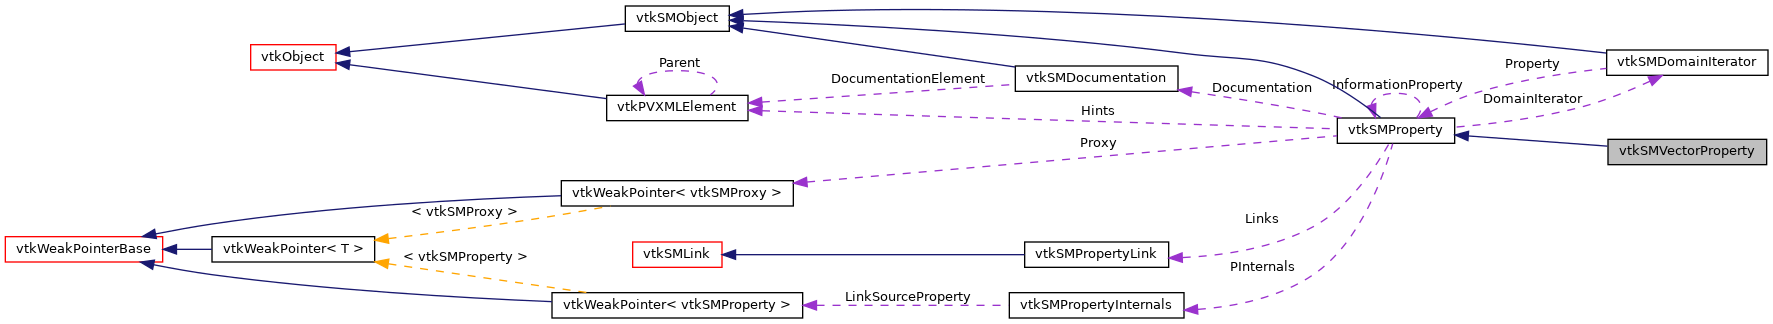 vtkSMObject
vtkObject
Parent
vtkSMDomainIterator
Property
DocumentationElement
vtkSMDocumentation
InformationProperty
Documentation
DomainIterator
vtkPVXMLElement
Hints
vtkSMProperty
Proxy
vtkSMVectorProperty
vtkWeakPointer< vtkSMProxy >
< vtkSMProxy >
Links
vtkWeakPointerBase
vtkWeakPointer< T >
< vtkSMProperty >
vtkSMLink
vtkSMPropertyLink
PInternals
LinkSourceProperty
vtkWeakPointer< vtkSMProperty >
vtkSMPropertyInternals